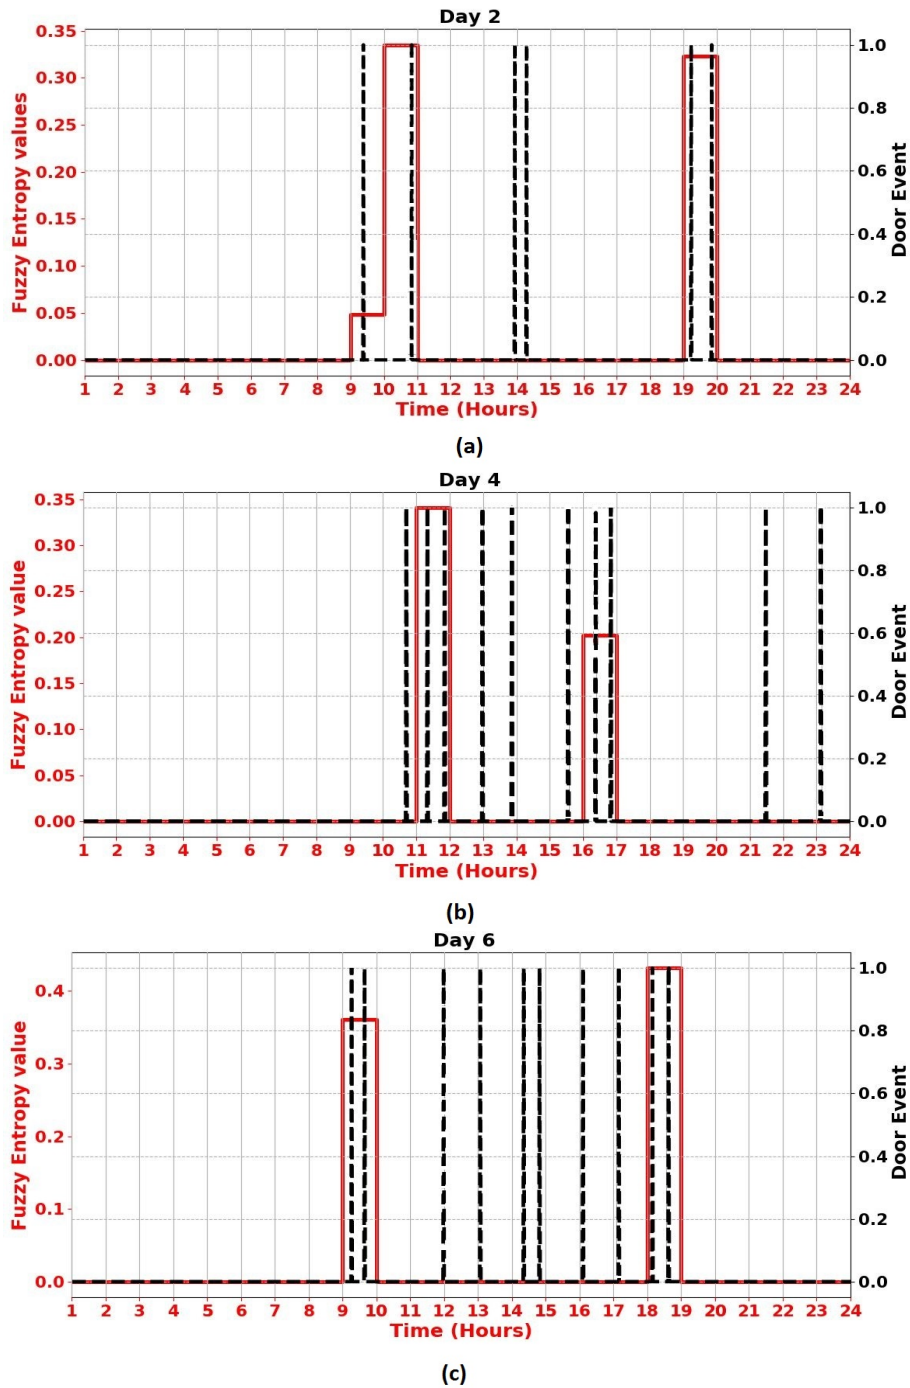 Day 2
0.35
0.30
0.25
0.20
0.15
0.10
0.05
0.00
Fuzzy Entropy values
1.0
0.8
0.6
0.4
0.2
0.0
Door Event
1 2 3 4 5 6 7 8 9 10 11 12 13 14 15 16 17 18 19 20 21 22 23 24
Time (Hours)
(a)
Day 4
0.35
0.30
0.25
0.20
0.15
0.10
0.05
0.00
Fuzzy Entropy value
1.0
0.8
0.6
0.4
0.2
0.0
Door Event
1 2 3 4 5 6 7 8 9 10 11 12 13 14 15 16 17 18 19 20 21 22 23 24
Time (Hours)
(b)
Day 6
0.4
0.3
0.2
0.1
0.0
Fuzzy Entropy value
1.0
0.8
0.6
0.4
0.2
0.0
Door Event
1 2 3 4 5 6 7 8 9 10 11 12 13 14 15 16 17 18 19 20 21 22 23 24
Time (Hours)
(c)